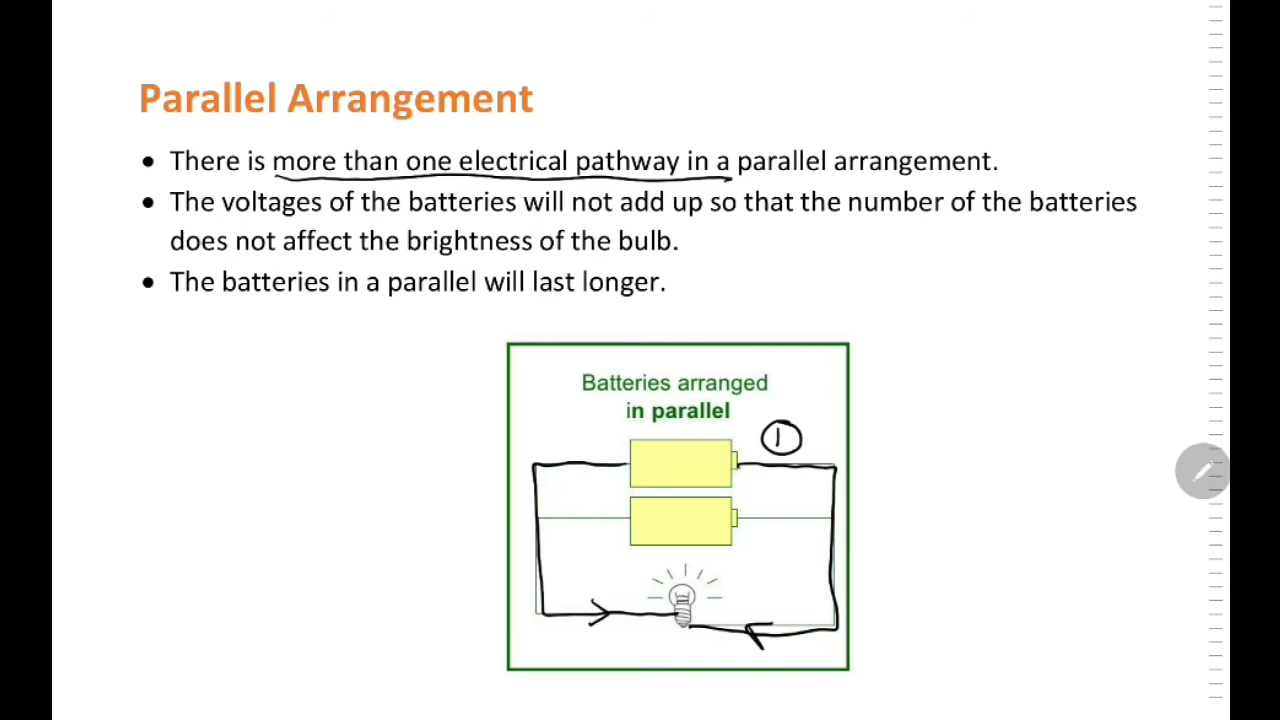 Parallel Arrangement
• There is more than one electrical pathway in a parallel arrangement.
• The voltages of the batteries will not add up so that the number of the batteries
does not affect the brightness of the bulb.
• The batteries in a parallel will last longer.
Batteries arranged
in parallel
1